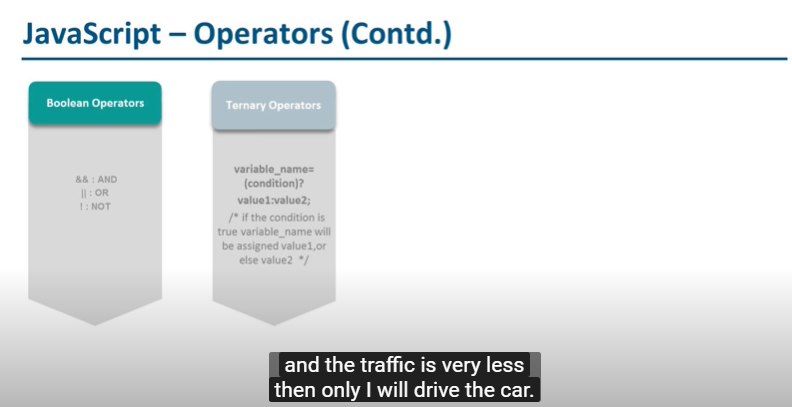 JavaScript – Operators (Contd.)
Boolean Operators
&& : AND
|| : OR
! : NOT
Ternary Operators
variable_name=
(condition)?
value1:value2;
/* if the condition is
true variable_name will
be assigned value1,or
else value2 */
and the traffic is very less
then only I will drive the car.